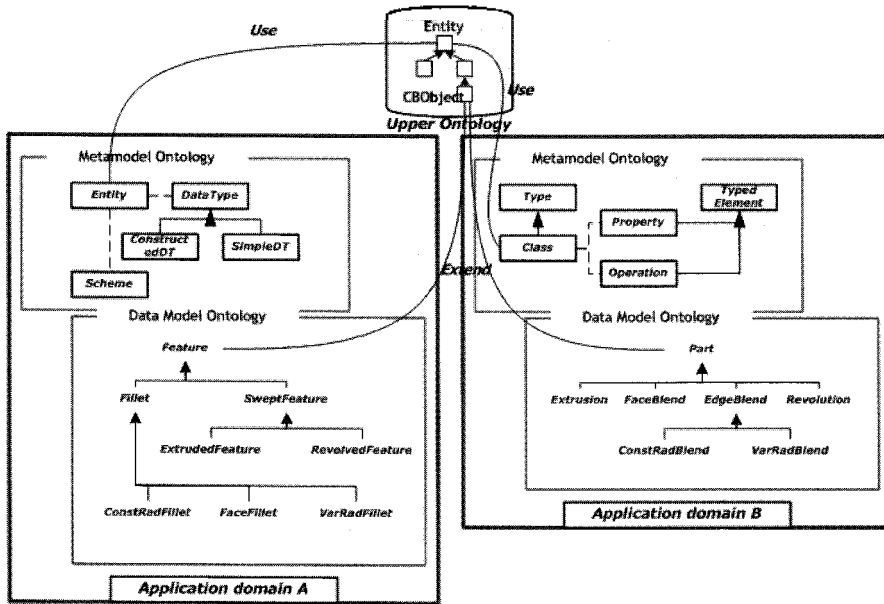 Entity
Use
CBObject
Use
Upper Ontology
Metamodel Ontology
Entity
DataType
Construct
edDT
SimpleDT
Scheme
Data Model Ontology
Feature
Fillet
SweptFeature
ExtrudedFeature
RevolvedFeature
ConstRadFillet
FaceFillet
VarRadFillet
Application domain A
Extend
Metamodel Ontology
Type
Typed
Element
Property
Class
Operation
Data Model Ontology
Part
Extrusion
FaceBlend
EdgeBlend
Revolution
ConstRadBlend
VarRadBlend
Application domain B